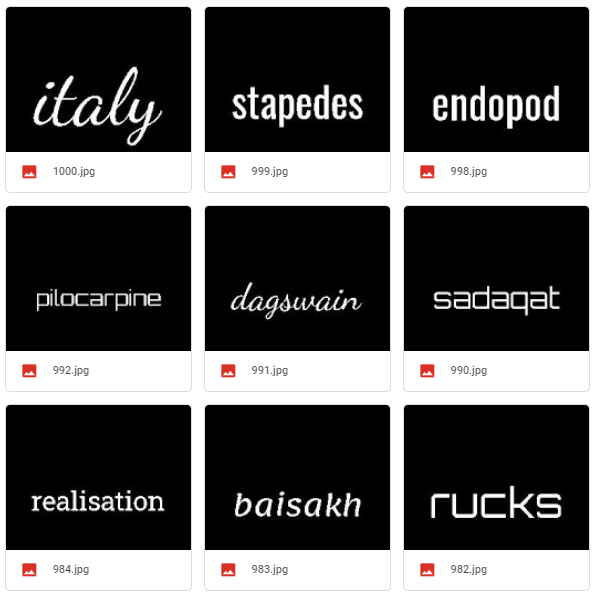 italy
stapedes
endopod
1000.jpg
999.jpg
998.jpg
pilocarpine
dagswain
sadaqat
992.jpg
991.jpg
990.jpg
realisation
baisakh
rucks
984.jpg
983.jpg
982.jpg